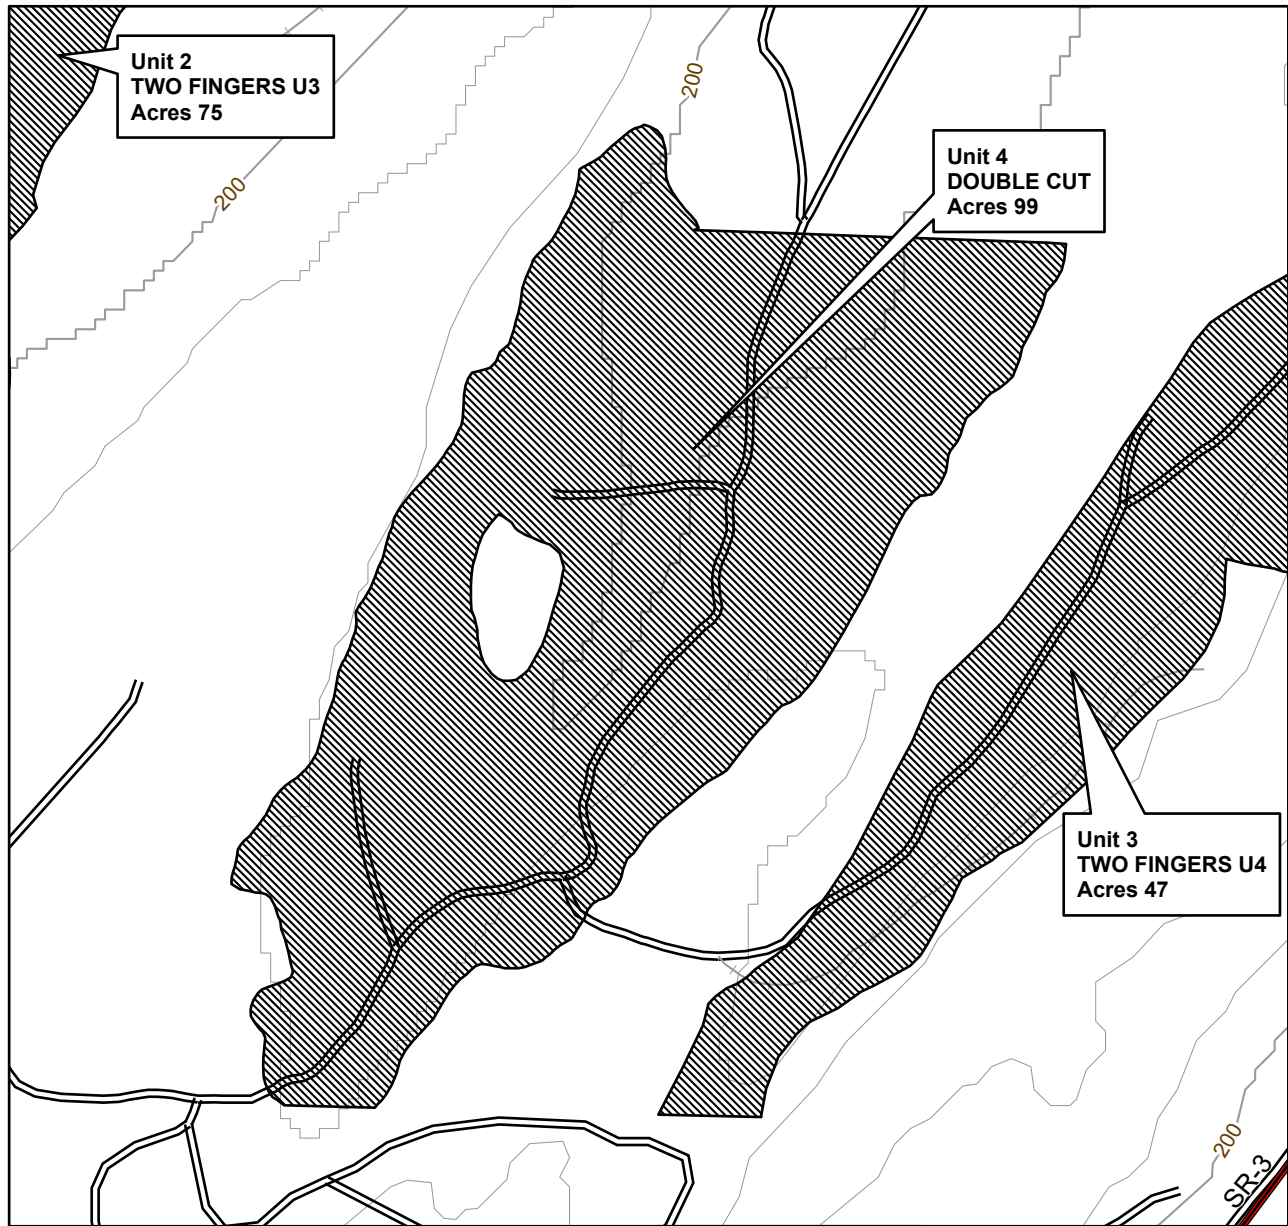 Unit 2
TWO FINGERS U3
Acres 75
200
200
Unit 4
DOUBLE CUT
Acres 99
Unit 3
TWO FINGERS U4
Acres 47
200
SR-3